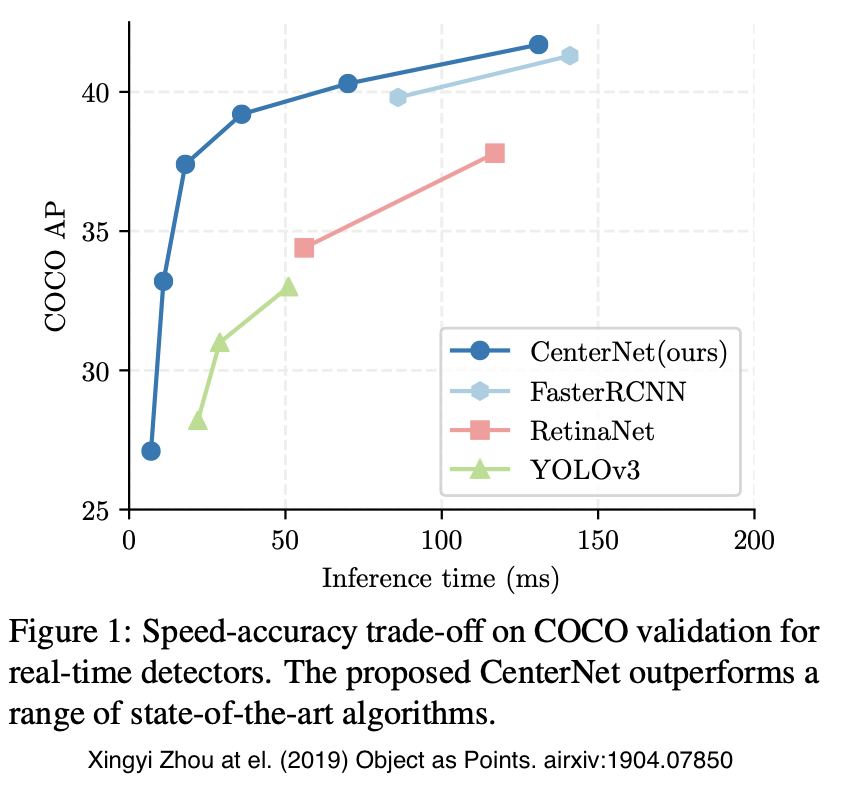 40
35
30
25
COCO AP
0 50 100 150 200
Inference time (ms)
CenterNet(ours)
FasterRCNN
RetinaNet
YOLOv3
Figure 1: Speed-accuracy trade-off on COCO validation for
real-time detectors. The proposed CenterNet outperforms a
range of state-of-the-art algorithms.
Xingyi Zhou at el. (2019) Object as Points. airxiv:1904.07850